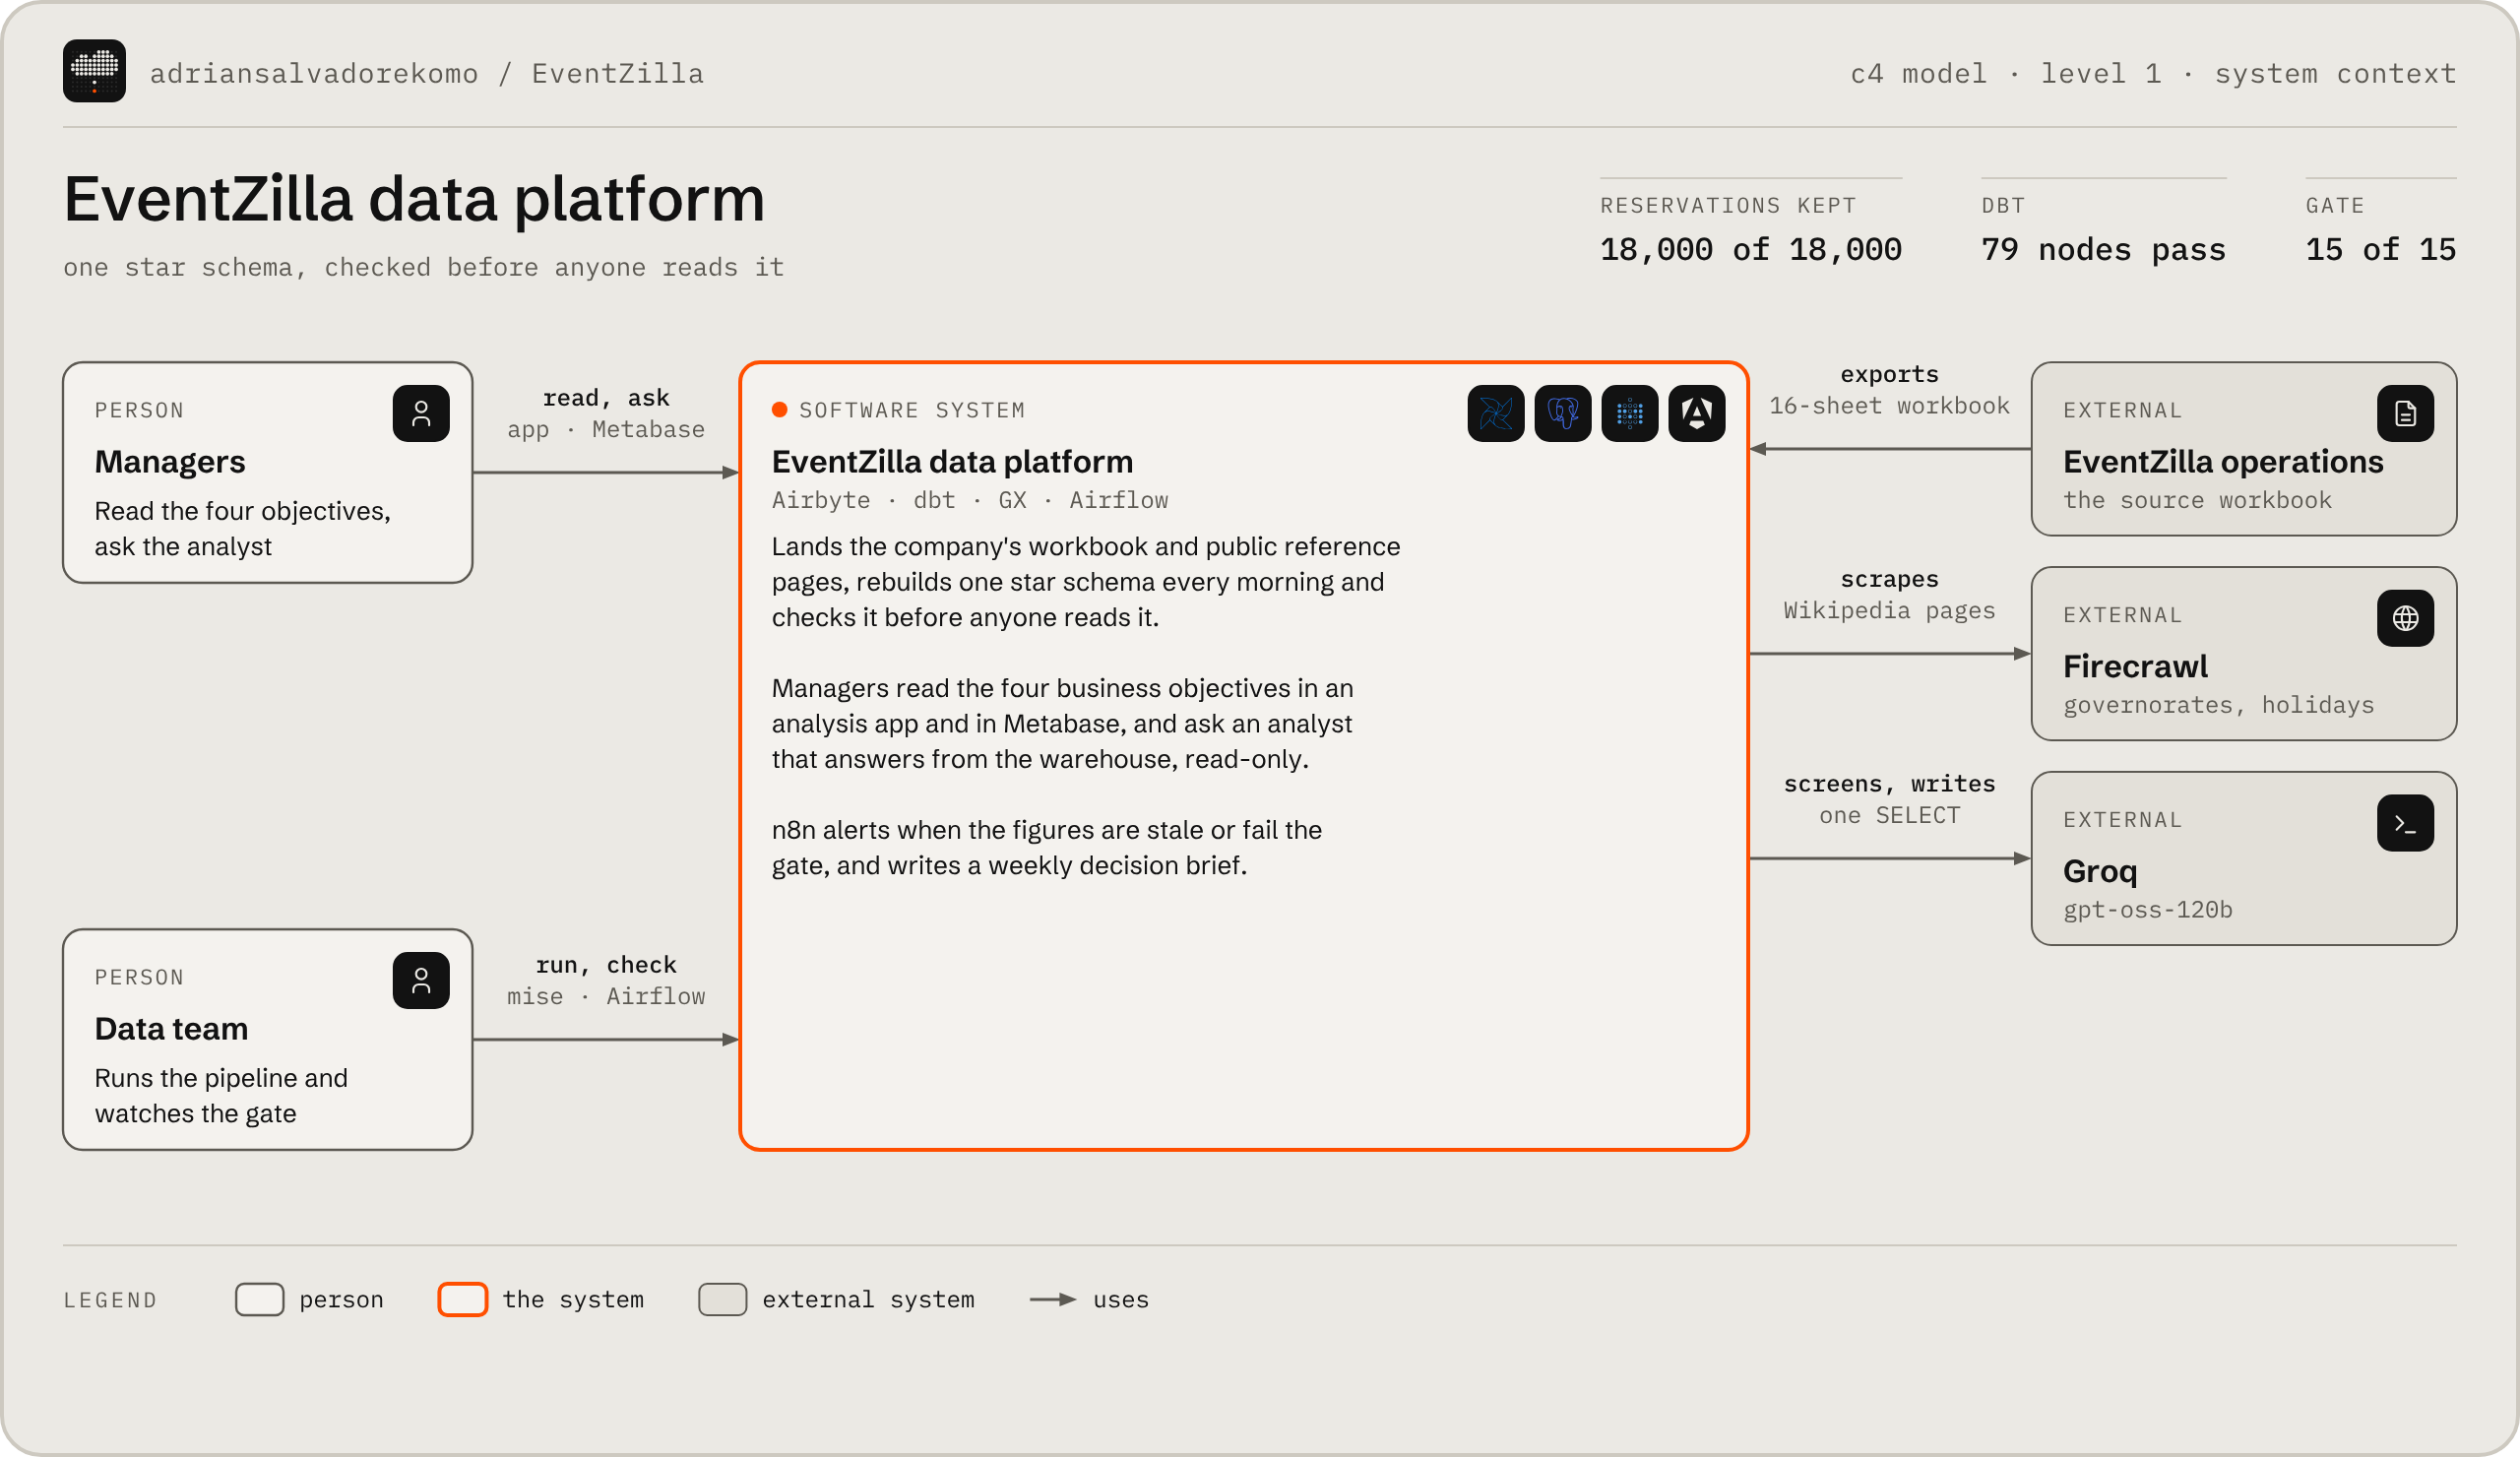 adriansalvadorekomo / EventZilla
c4 model · level 1 · system context
EventZilla data platform
one star schema, checked before anyone reads it
RESERVATIONS KEPT
18,000 of 18,000
DBT
79 nodes pass
GATE
15 of 15
PERSON
Managers
Read the four objectives,
ask the analyst
read, ask
app · Metabase
SOFTWARE SYSTEM
EventZilla data platform
Airbyte · dbt · GX · Airflow
Lands the company's workbook and public reference
pages, rebuilds one star schema every morning and
checks it before anyone reads it.
Managers read the four business objectives in an
analysis app and in Metabase, and ask an analyst
that answers from the warehouse, read-only.
n8n alerts when the figures are stale or fail the
gate, and writes a weekly decision brief.
exports
16-sheet workbook
EXTERNAL
EventZilla operations
the source workbook
scrapes
Wikipedia pages
EXTERNAL
Firecrawl
governorates, holidays
screens, writes
one SELECT
EXTERNAL
Groq
gpt-oss-120b
PERSON
Data team
Runs the pipeline and
watches the gate
run, check
mise · Airflow
LEGEND
person
the system
external system
uses